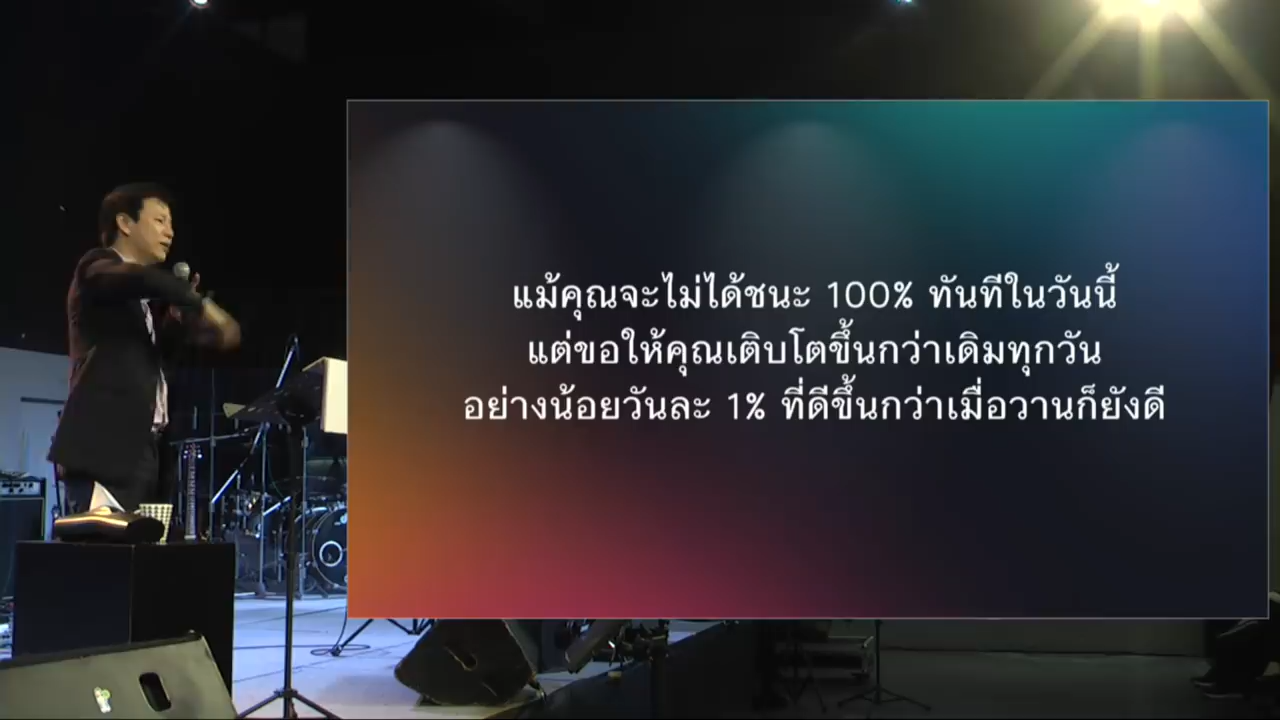 แม้คุณจะไม่ได้ชนะ 100% ทันทีในวันนี้
แต่ขอให้คุณเติบโตขึ้นกว่าเดิมทุกวัน
อย่างน้อยวันละ 1% ที่ดีขึ้นกว่าเมื่อวานก็ยังดี